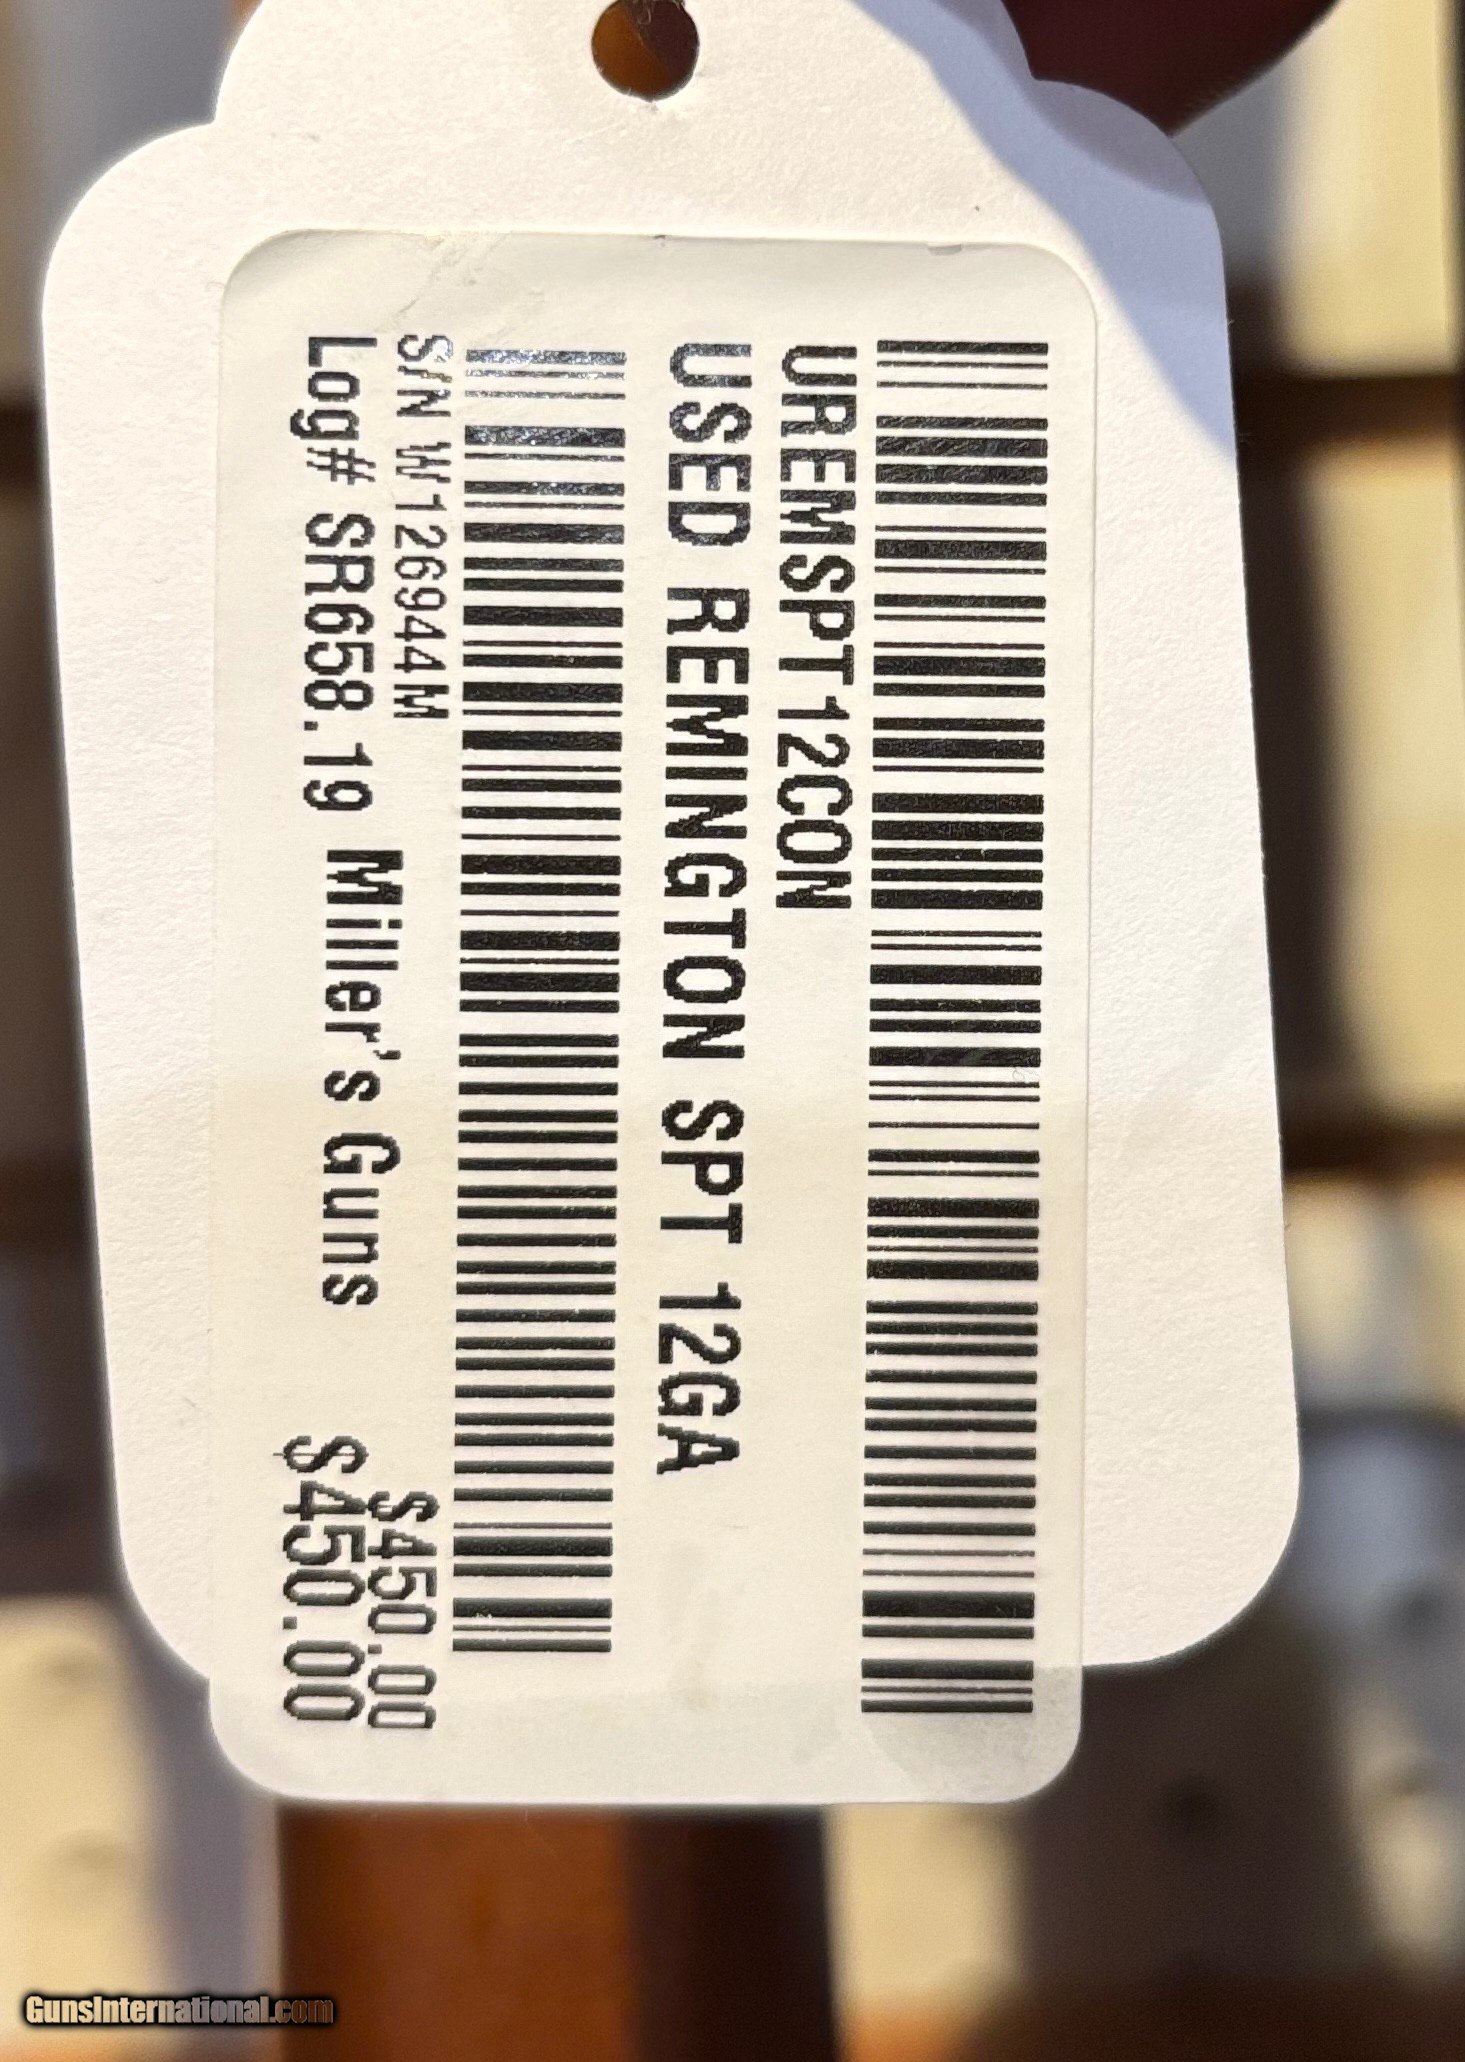 UREMSPT12CON
USED REMINGTON SPT 12GA
S/N W126944M
$450.00
Log# SR658.19 Miller's Guns
$450.00
GunsInternational.com